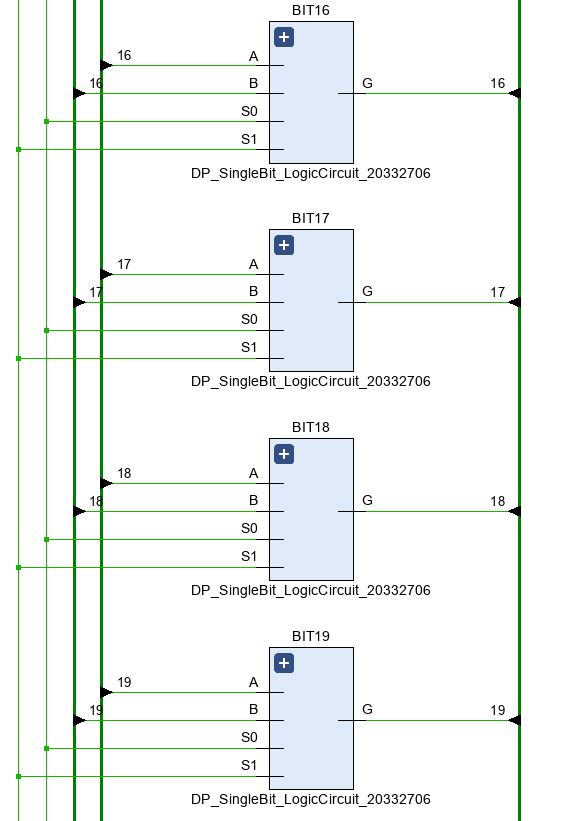 BIT16
16 A
16 B G 16
S0
S1
DP_SingleBit_LogicCircuit_20332706
BIT17
17 A
17 B G 17
S0
S1
DP_SingleBit_LogicCircuit_20332706
BIT18
18 A
18 B G 18
S0
S1
DP_SingleBit_LogicCircuit_20332706
BIT19
19 A
19 B G 19
S0
S1
DP_SingleBit_LogicCircuit_20332706